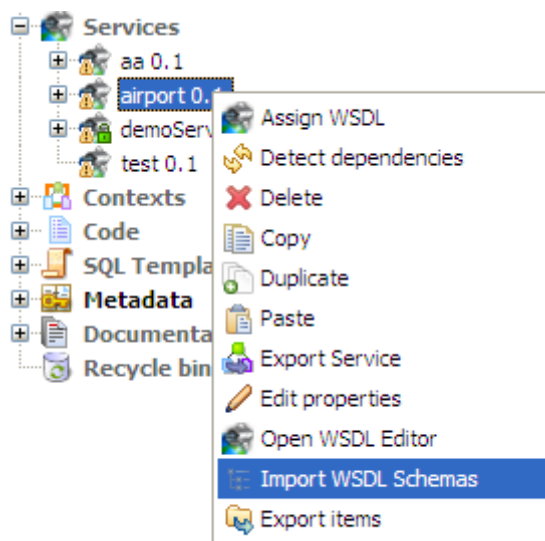 Services
aa 0.1
airport 0.1
demoServ
test 0.1
Contexts
Code
SQL Templa
Metadata
Documenta
Recycle bin
Assign WSDL
Detect dependencies
Delete
Copy
Duplicate
Paste
Export Service
Edit properties
Open WSDL Editor
Import WSDL Schemas
Export items